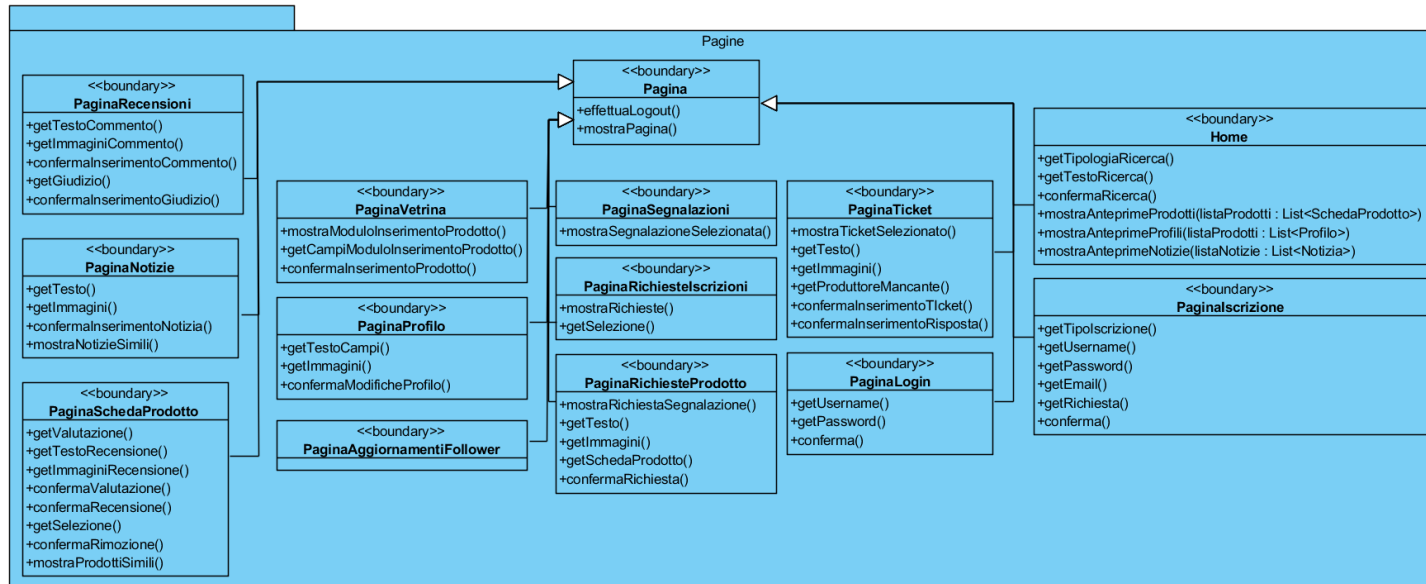 Pagine
<<boundary>>
Pagina
+effettuaLogout()
+mostraPagina()
<<boundary>>
PaginaRecensioni
+getTestoCommento()
+getImmaginiCommento()
+confermaInserimentoCommento()
+getGiudizio()
+confermaInserimentoGiudizio()
<<boundary>>
PaginaNotizie
+getTesto()
+getImmagini()
+confermaInserimentoNotizia()
+mostraNotizieSimili()
<<boundary>>
PaginaSchedaProdotto
+getValutazione()
+getTestoRecensione()
+getImmaginiRecensione()
+confermaValutazione()
+confermaRecensione()
+getSelezione()
+confermaRimozione()
+mostraProdottiSimili()
<<boundary>>
PaginaVetrina
+mostraModuloInserimentoProdotto()
+getCampiModuloInserimentoProdotto()
+confermaInserimentoProdotto()
<<boundary>>
PaginaProfilo
+getTestoCampi()
+getImmagini()
+confermaModificheProfilo()
<<boundary>>
PaginaAggiornamentiFollower
<<boundary>>
PaginaSegnalazioni
+mostraSegnalazioneSelezionata()
<<boundary>>
PaginaRichiesteIscrizioni
+mostraRichieste()
+getSelezione()
<<boundary>>
PaginaRichiesteProdotto
+mostraRichiestaSegnalazione()
+getTesto()
+getImmagini()
+getSchedaProdotto()
+confermaRichiesta()
<<boundary>>
PaginaTicket
+mostraTicketSelezionato()
+getTesto()
+getImmagini()
+getProduttoreMancante()
+confermaInserimentoTIcket()
+confermaInserimentoRisposta()
<<boundary>>
PaginaLogin
+getUsername()
+getPassword()
+conferma()
<<boundary>>
Home
+getTipologiaRicerca()
+getTestoRicerca()
+confermaRicerca()
+mostraAnteprimeProdotti(listaProdotti : List<SchedaProdotto>)
+mostraAnteprimeProfili(listaProdotti : List<Profilo>)
+mostraAnteprimeNotizie(listaNotizie : List<Notizia>)
<<boundary>>
PaginaIscrizione
+getTipoIscrizione()
+getUsername()
+getPassword()
+getEmail()
+getRichiesta()
+conferma()